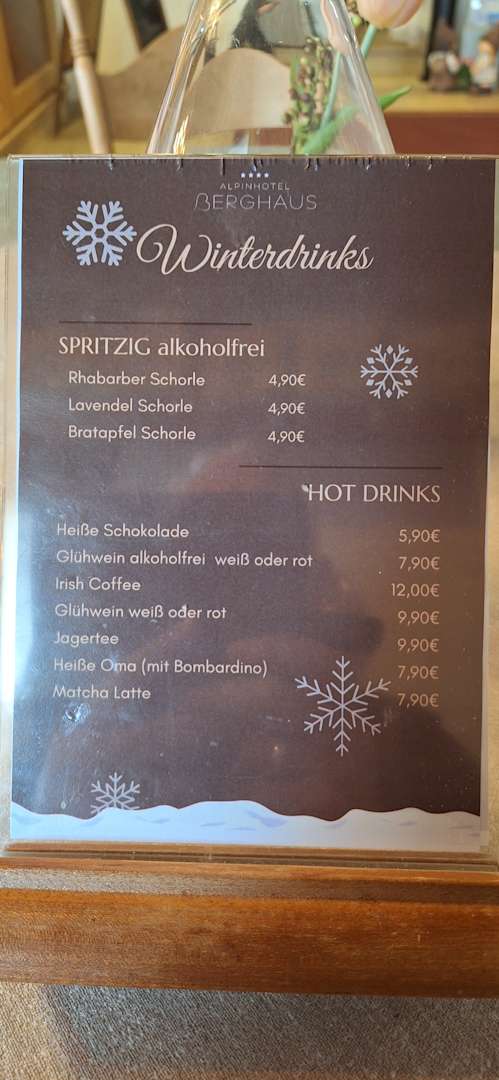 ALPINHOTEL
BERGHAUS
Winterdrinks
SPRITZIG alkoholfrei
Rhabarber Schorle 4,90€
Lavendel Schorle 4,90€
Bratapfel Schorle 4,90€
HOT DRINKS
Heiße Schokolade 5,90€
Glühwein alkoholfrei weiß oder rot 7,90€
Irish Coffee 12,00€
Glühwein weiß oder rot 9,90€
Jagertee 9,90€
Heiße Oma (mit Bombardino) 7,90€
Matcha Latte 7,90€